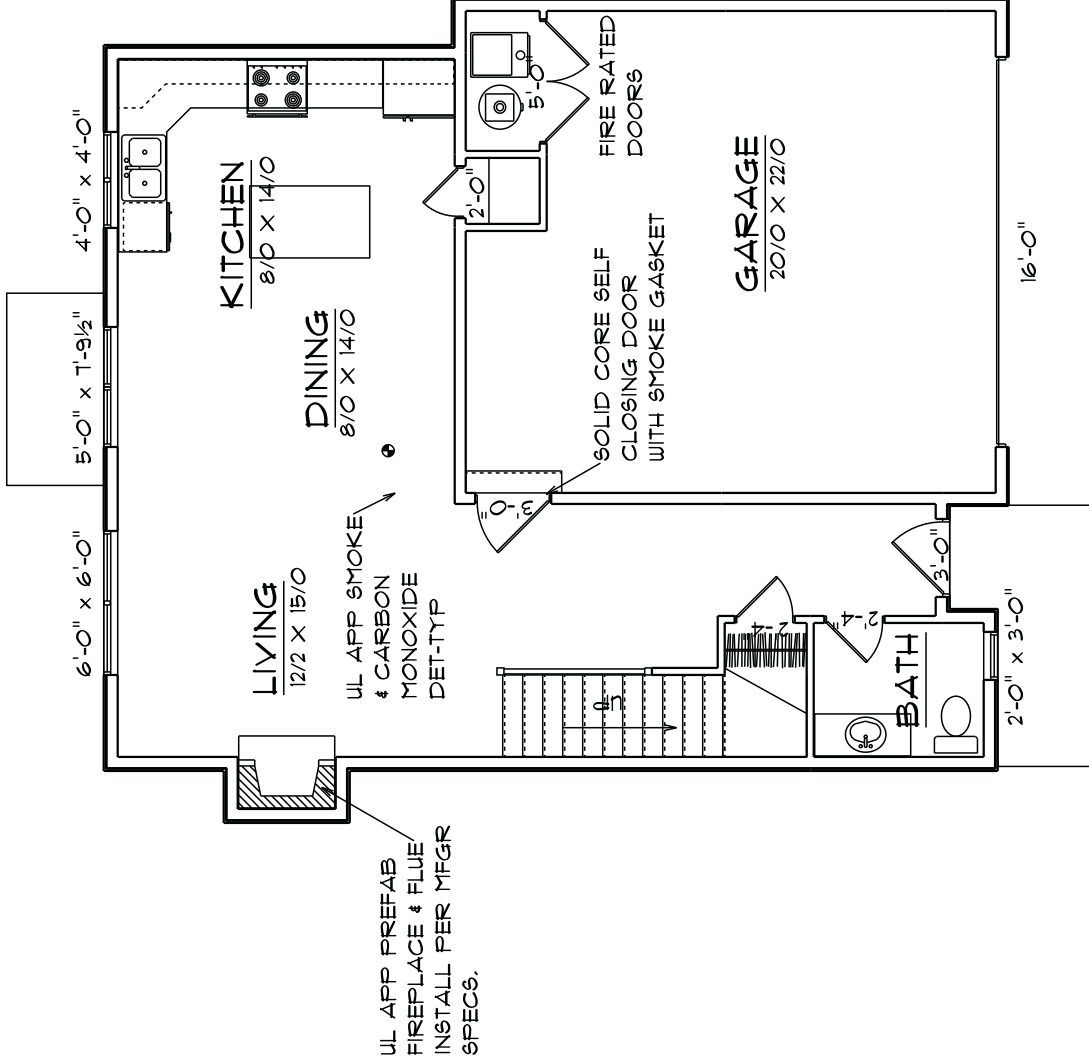 6'-0" x 6'-0"
5'-0" x 7'-9½"
4'-0" x 4'-0"
KITCHEN
8/0 X 14/0
LIVING
12/2 X 15/0
DINING
8/0 X 14/0
UL APP SMOKE
& CARBON
MONOXIDE
DET-TYP
UL APP PREFAB
FIREPLACE & FLUE
INSTALL PER MFGR
SPECS.
2'-0"
3'-0"
5'-0"
FIRE RATED
DOORS
SOLID CORE SELF
CLOSING DOOR
WITH SMOKE GASKET
UP
GARAGE
20/0 X 22/0
2'-4"
2'-4"
BATH
3'-0"
2'-0" x 3'-0"
16'-0"